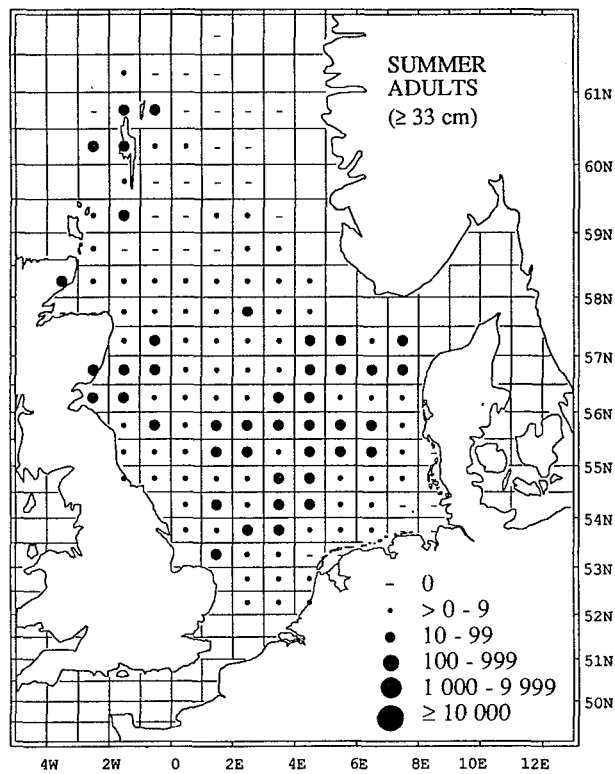 SUMMER
ADULTS
(≥ 33 cm)
61N
60N
59N
58N
57N
56N
55N
54N
53N
52N
51N
50N
- 0
• > 0 - 9
• 10 - 99
● 100 - 999
● 1 000 - 9 999
● ≥ 10 000
4W 2W 0 2E 4E 6E 8E 10E 12E